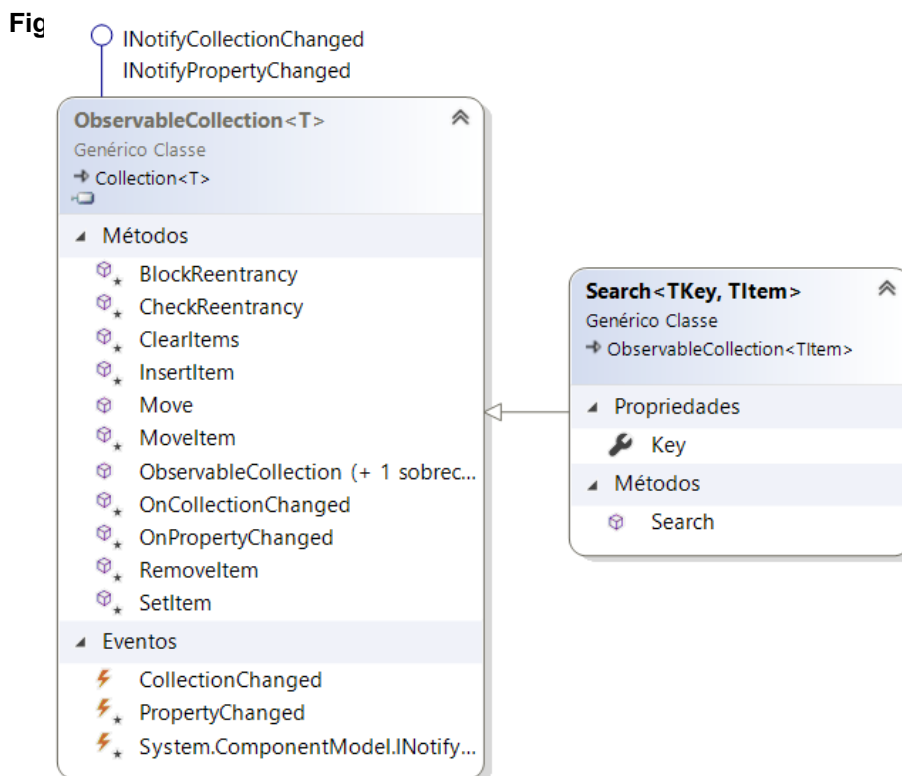 Fig
INotifyCollectionChanged
INotifyPropertyChanged
ObservableCollection<T>
Genérico Classe
Collection<T>
Métodos
BlockReentrancy
CheckReentrancy
ClearItems
InsertItem
Move
MoveItem
ObservableCollection (+ 1 sobrec...
OnCollectionChanged
OnPropertyChanged
RemoveItem
SetItem
Eventos
CollectionChanged
PropertyChanged
System.ComponentModel.INotify...
Search<TKey, TItem>
Genérico Classe
ObservableCollection<TItem>
Propriedades
Key
Métodos
Search